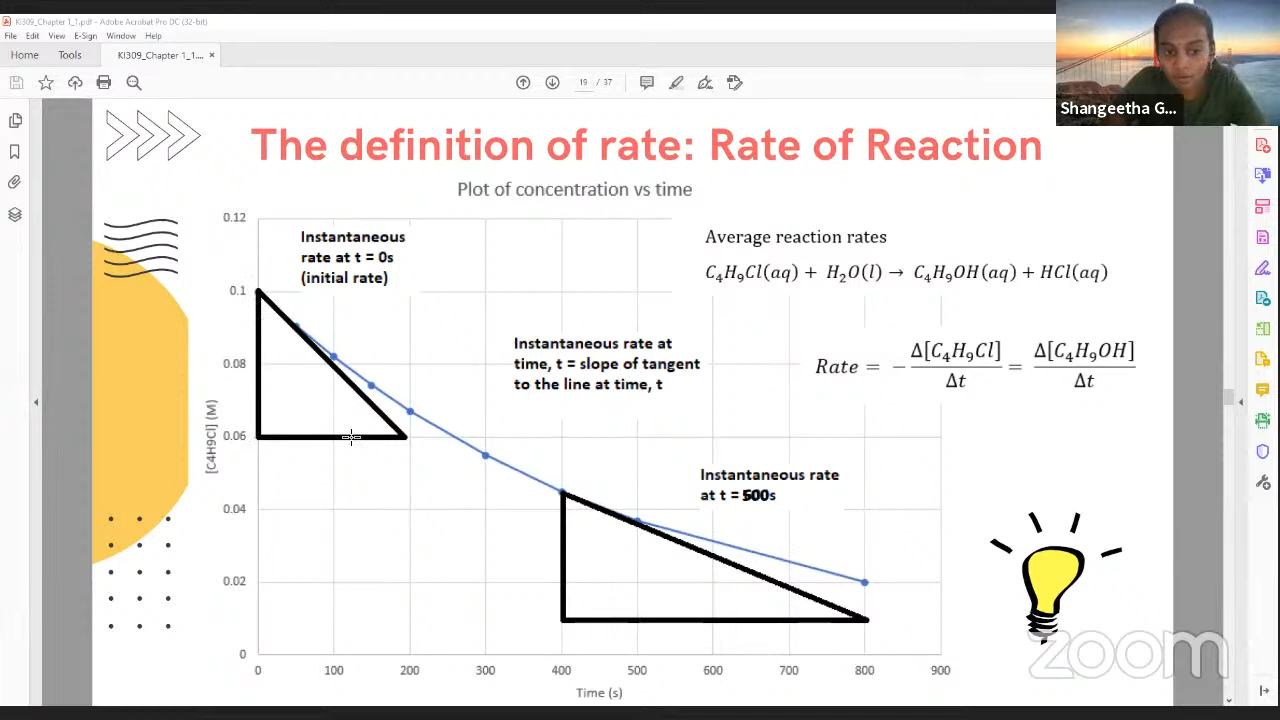 KI309_Chapter 1_1.pdf - Adobe Acrobat Pro DC (32-bit)
File Edit View E-Sign Window Help
Home Tools KI309_Chapter 1_1.... ×
19 / 37
Shangeetha G...
The definition of rate: Rate of Reaction
Plot of concentration vs time
Instantaneous
rate at t = 0s
(initial rate)
Average reaction rates
C₄H₉Cl(aq) + H₂O(l) → C₄H₉OH(aq) + HCl(aq)
Instantaneous rate at
time, t = slope of tangent
to the line at time, t
Rate = − Δ[C₄H₉Cl]/Δt = Δ[C₄H₉OH]/Δt
Instantaneous rate
at t =
[C4H9Cl] (M)
0.12
0.1
0.08
0.06
0.04
0.02
0
0 100 200 300 400 500 600 700 800 900
Time (s)
zoom